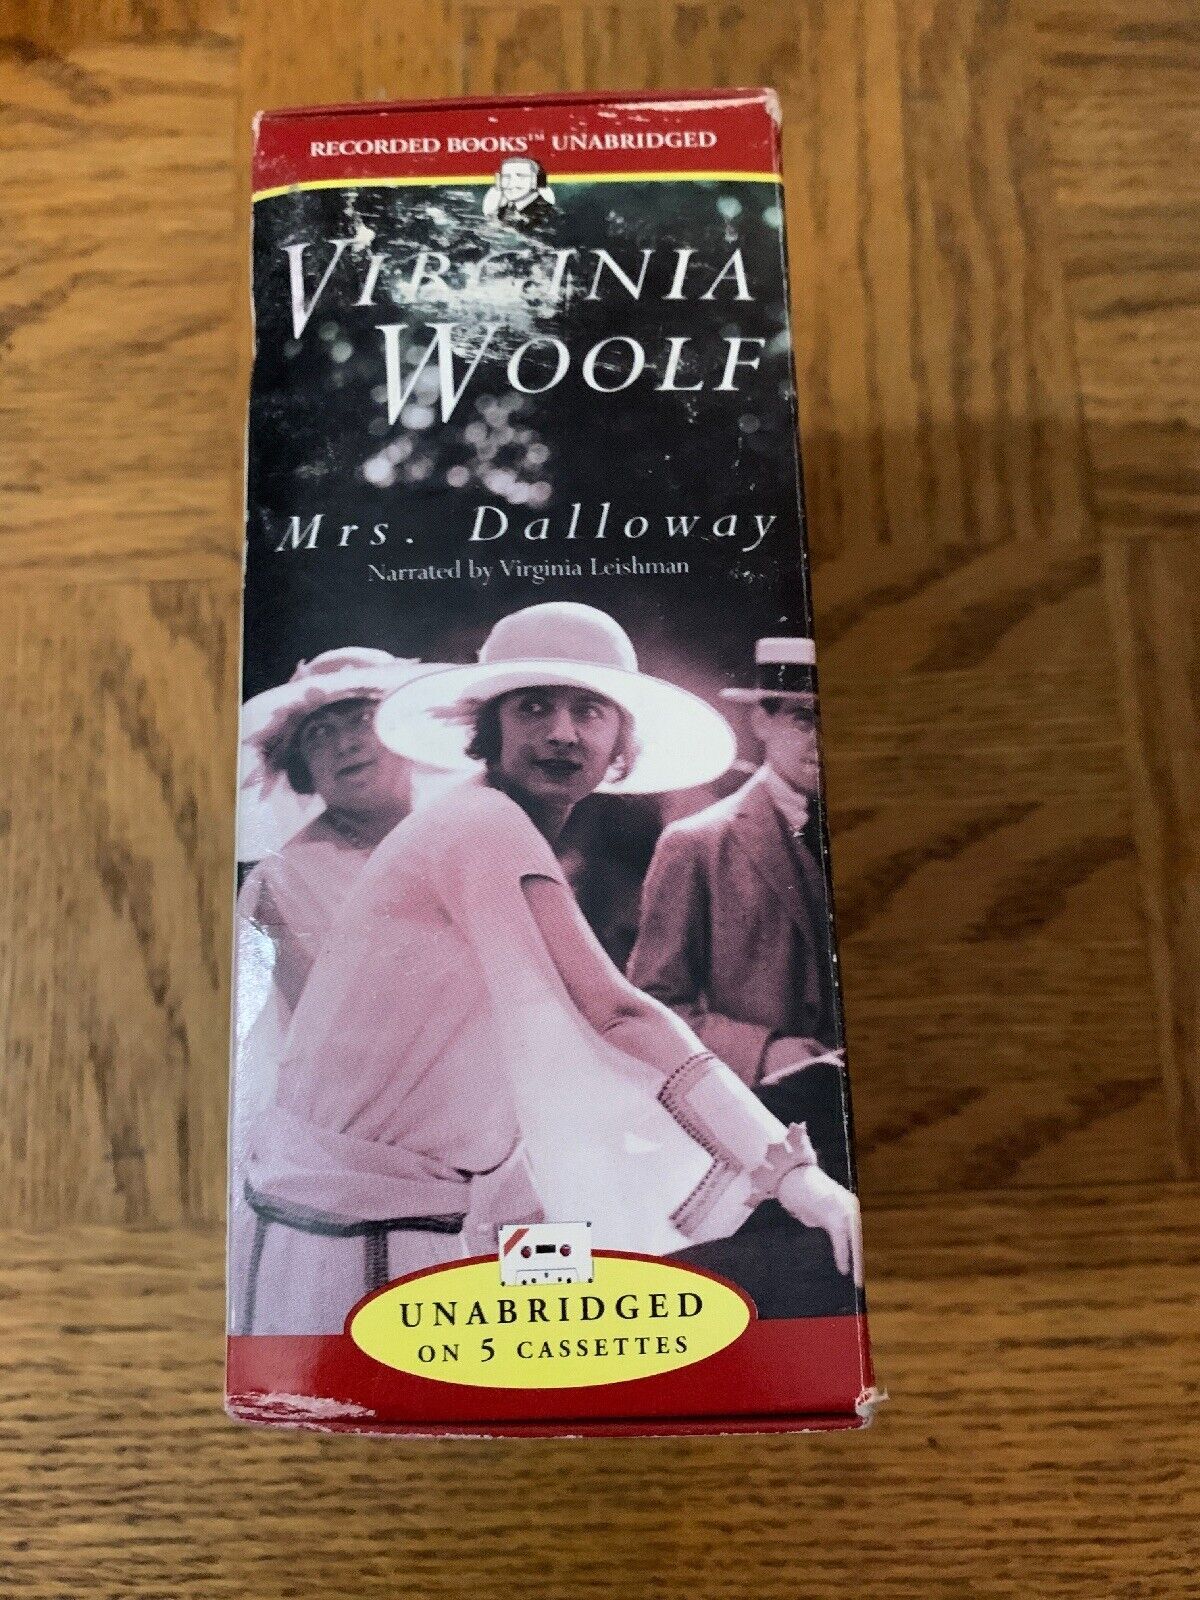 RECORDED BOOKS™ UNABRIDGED
VIRGINIA
WOOLF
Mrs. Dalloway
Narrated by Virginia Leishman
UNABRIDGED
ON 5 CASSETTES